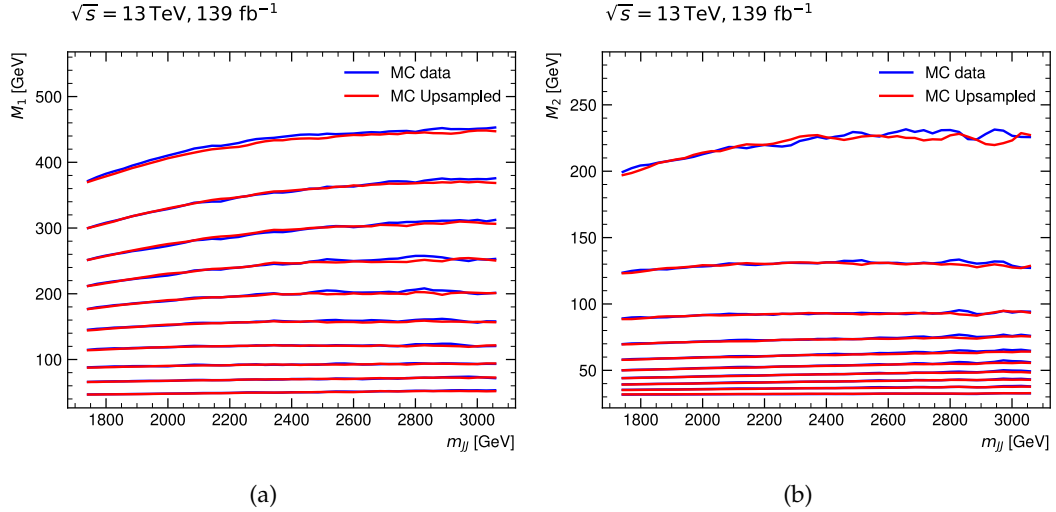 √s = 13 TeV, 139 fb⁻¹
M₁ [GeV]
500
400
300
200
100
MC data
MC Upsampled
1800 2000 2200 2400 2600 2800 3000
m_JJ [GeV]
(a)
√s = 13 TeV, 139 fb⁻¹
M₂ [GeV]
250
200
150
100
50
MC data
MC Upsampled
1800 2000 2200 2400 2600 2800 3000
m_JJ [GeV]
(b)